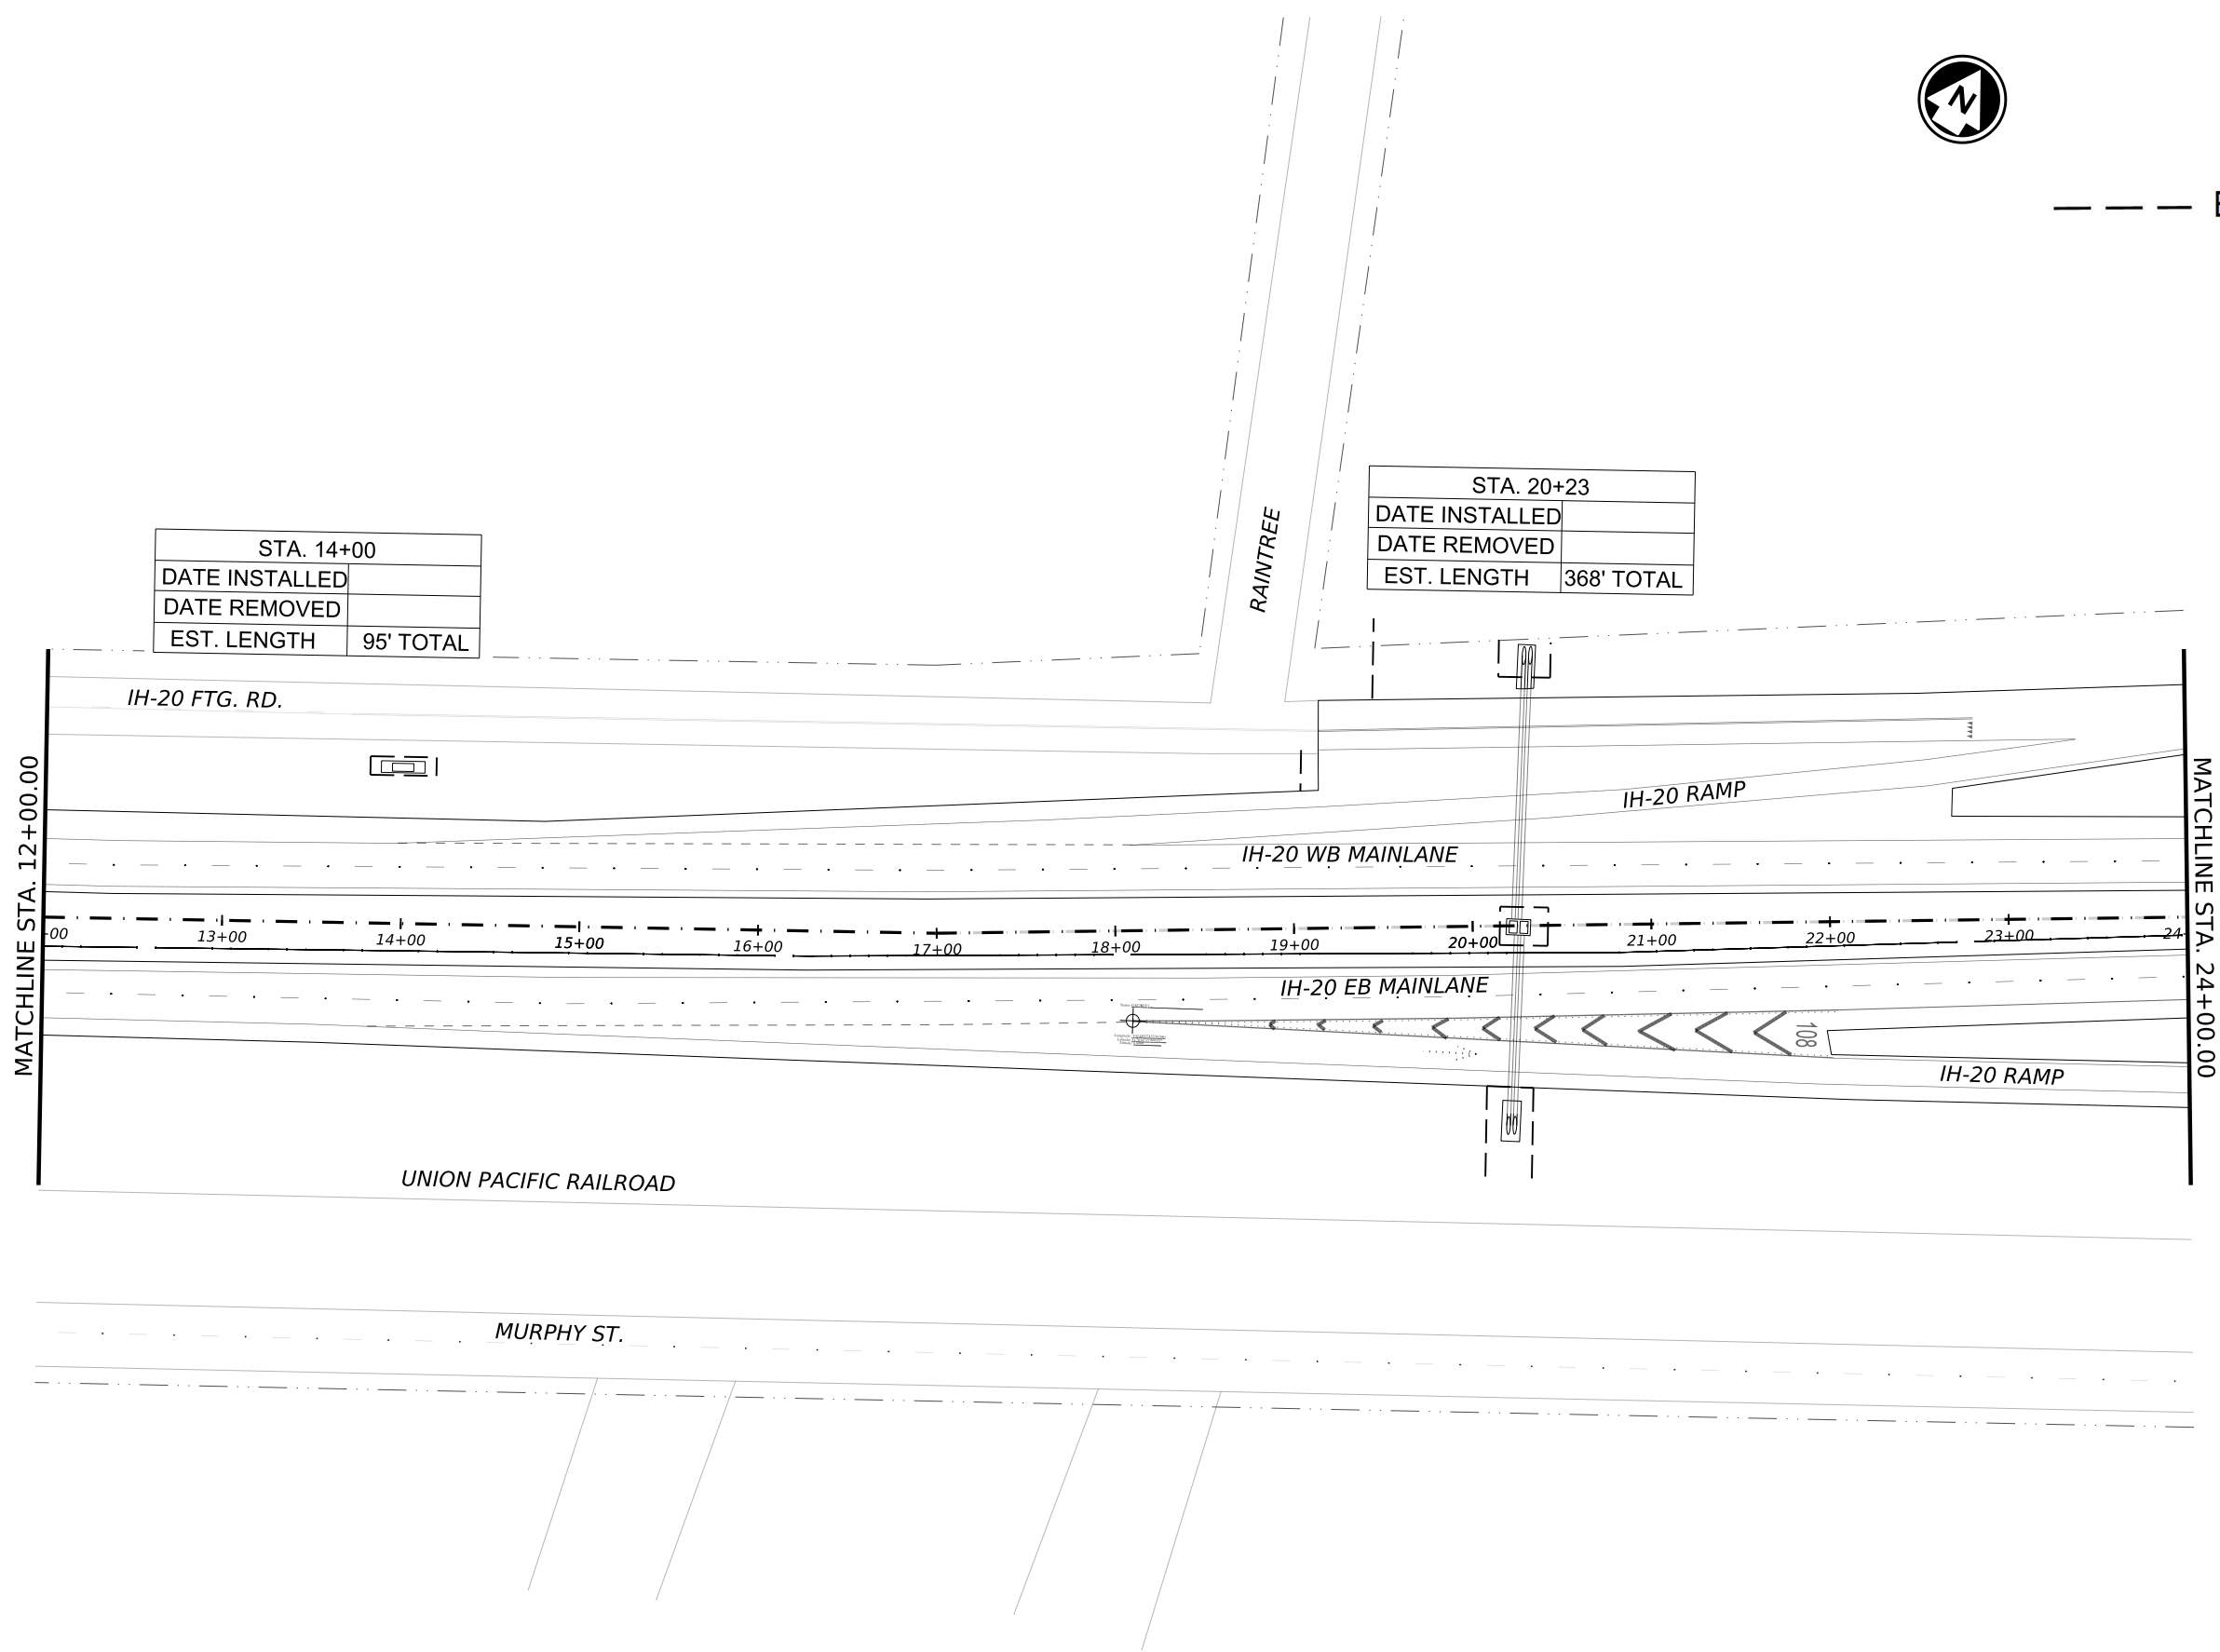 N
STA. 20+23
DATE INSTALLED
DATE REMOVED
EST. LENGTH 368' TOTAL
STA. 14+00
DATE INSTALLED
DATE REMOVED
EST. LENGTH 95' TOTAL
RAINTREE
IH-20 FTG. RD.
IH-20 RAMP
IH-20 WB MAINLANE
MATCHLINE STA. 12+00.00
MATCHLINE STA. 24+00.00
+00 13+00 14+00 15+00 16+00 17+00 18+00 19+00 20+00 21+00 22+00 23+00 24
IH-20 EB MAINLANE
108
IH-20 RAMP
UNION PACIFIC RAILROAD
MURPHY ST.